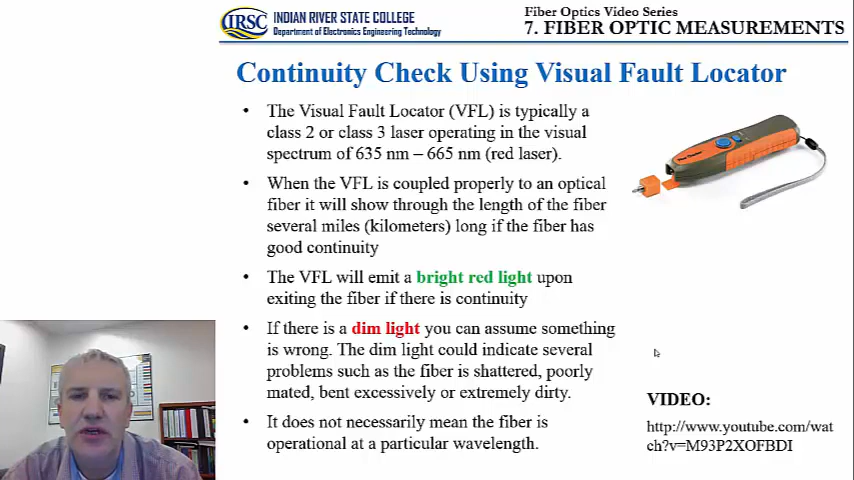 IRSC
INDIAN RIVER STATE COLLEGE
Department of Electronics Engineering Technology
Fiber Optics Video Series
7. FIBER OPTIC MEASUREMENTS
Continuity Check Using Visual Fault Locator
• The Visual Fault Locator (VFL) is typically a
class 2 or class 3 laser operating in the visual
spectrum of 635 nm – 665 nm (red laser).
• When the VFL is coupled properly to an optical
fiber it will show through the length of the fiber
several miles (kilometers) long if the fiber has
good continuity
• The VFL will emit a bright red light upon
exiting the fiber if there is continuity
• If there is a dim light you can assume something
is wrong. The dim light could indicate several
problems such as the fiber is shattered, poorly
mated, bent excessively or extremely dirty.
• It does not necessarily mean the fiber is
operational at a particular wavelength.
VIDEO:
http://www.youtube.com/wat
ch?v=M93P2XOFBDI